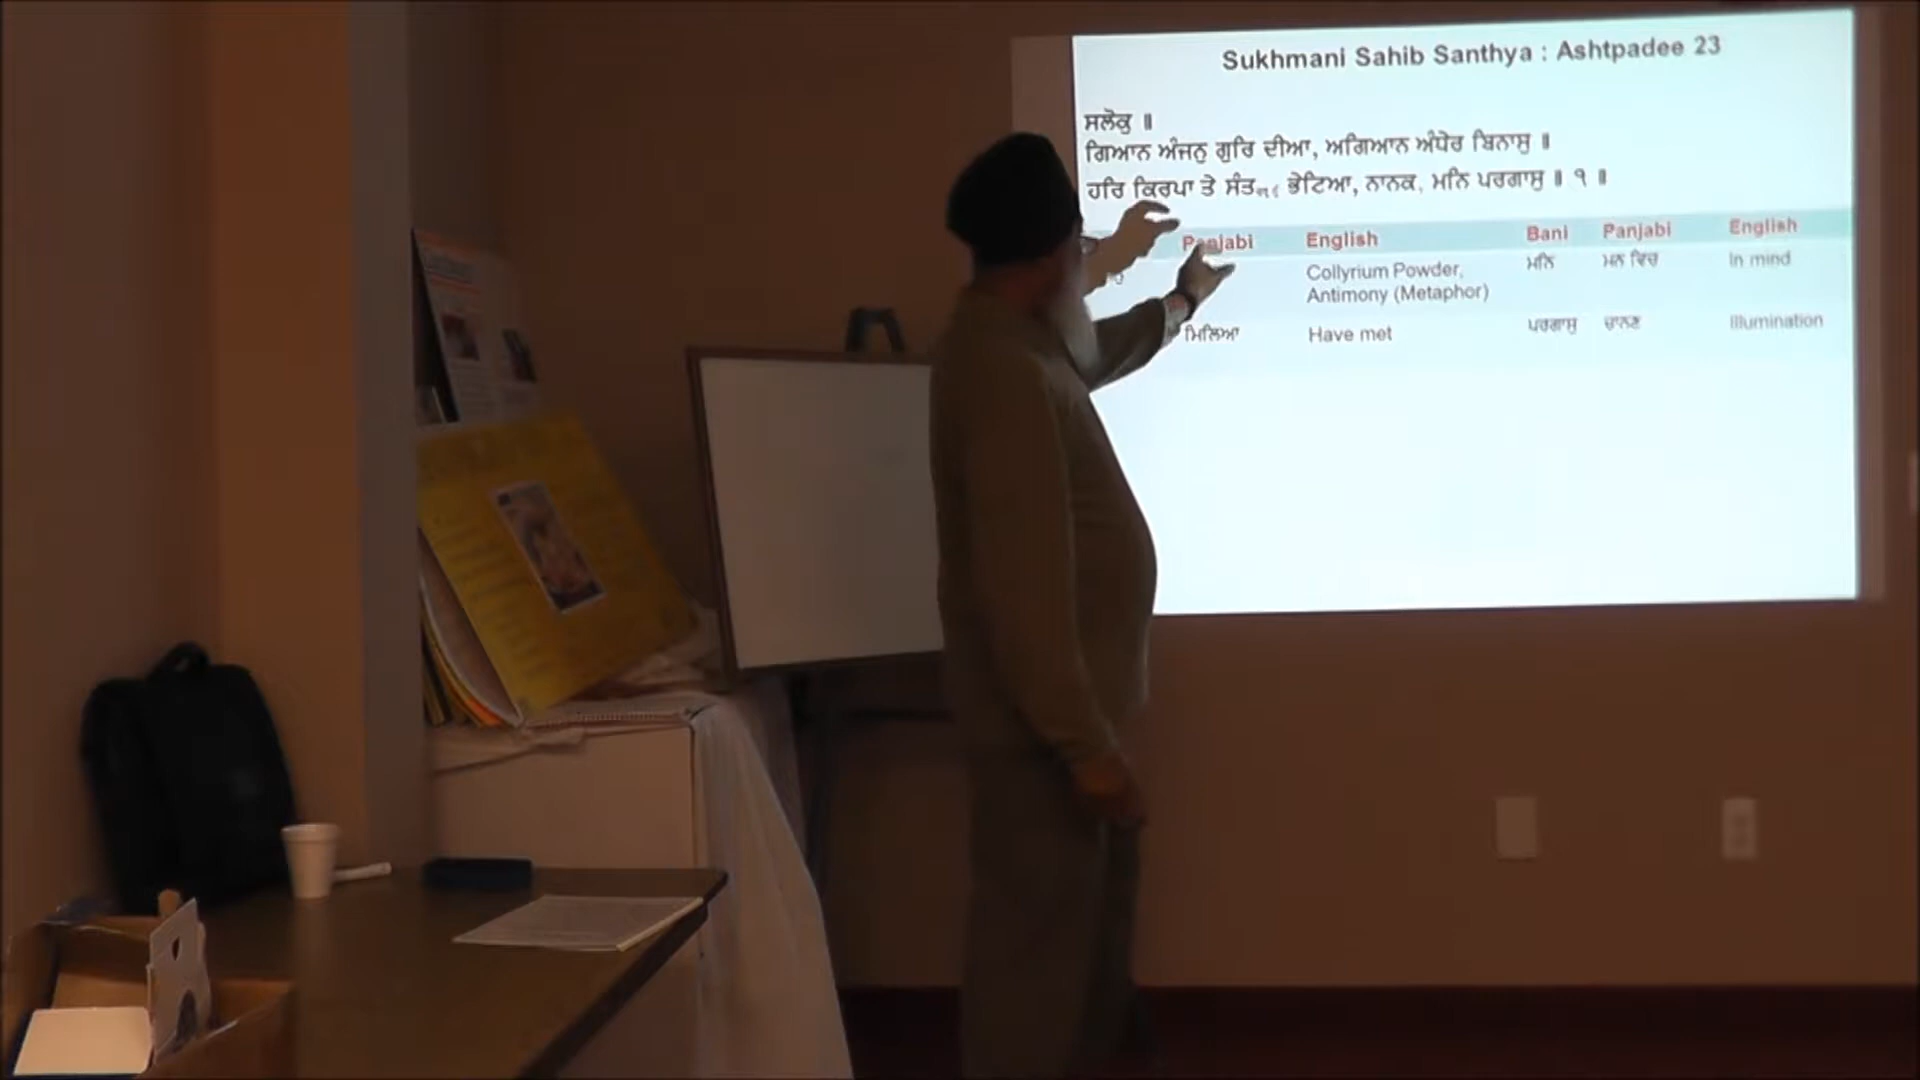 Sukhmani Sahib Santhya : Ashtpadee 23
ਸਲੋਕੁ ॥
ਗਿਆਨ ਅੰਜਨੁ ਗੁਰਿ ਦੀਆ, ਅਗਿਆਨ ਅੰਧੇਰ ਬਿਨਾਸੁ ॥
ਹਰਿ ਕਿਰਪਾ ਤੇ ਸੰਤ ਭੇਟਿਆ, ਨਾਨਕ, ਮਨਿ ਪਰਗਾਸੁ ॥ ੧ ॥
Panjabi English Bani Panjabi English
Collyrium Powder, ਮਨਿ ਮਨ ਵਿਚ In mind
Antimony (Metaphor)
ਮਿਲਿਆ Have met ਪਰਗਾਸੁ ਚਾਨਣ Illumination